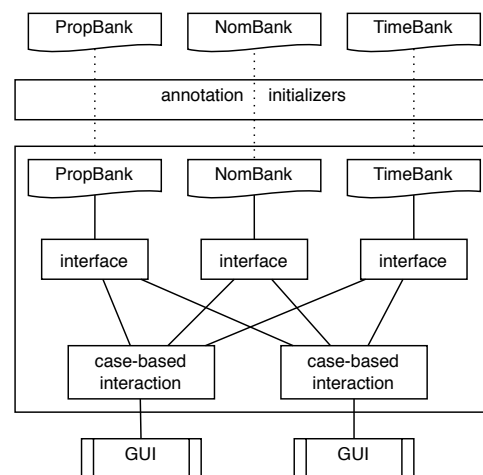 PropBank NomBank TimeBank
annotation initializers
PropBank NomBank TimeBank
interface interface interface
case-based case-based
interaction interaction
GUI GUI